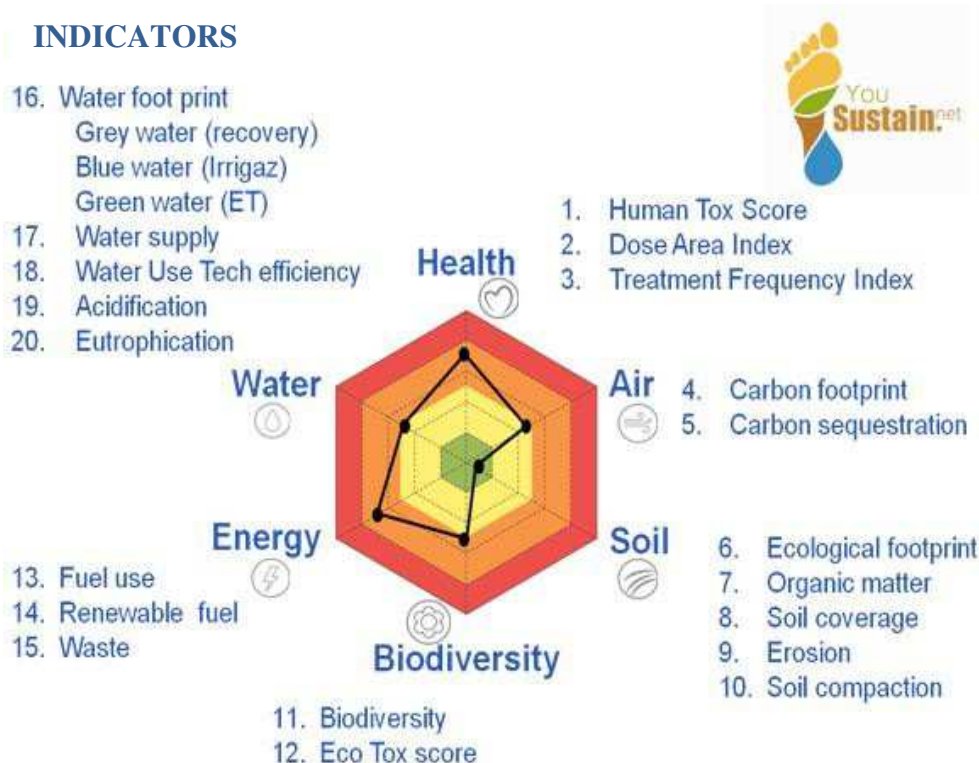 INDICATORS
You
Sustain.net
16. Water foot print
Grey water (recovery)
Blue water (Irrigaz)
Green water (ET)
17. Water supply
18. Water Use Tech efficiency
19. Acidification
20. Eutrophication
Health
1. Human Tox Score
2. Dose Area Index
3. Treatment Frequency Index
Water
Air
4. Carbon footprint
5. Carbon sequestration
Energy
13. Fuel use
14. Renewable fuel
15. Waste
Soil
6. Ecological footprint
7. Organic matter
8. Soil coverage
9. Erosion
10. Soil compaction
Biodiversity
11. Biodiversity
12. Eco Tox score